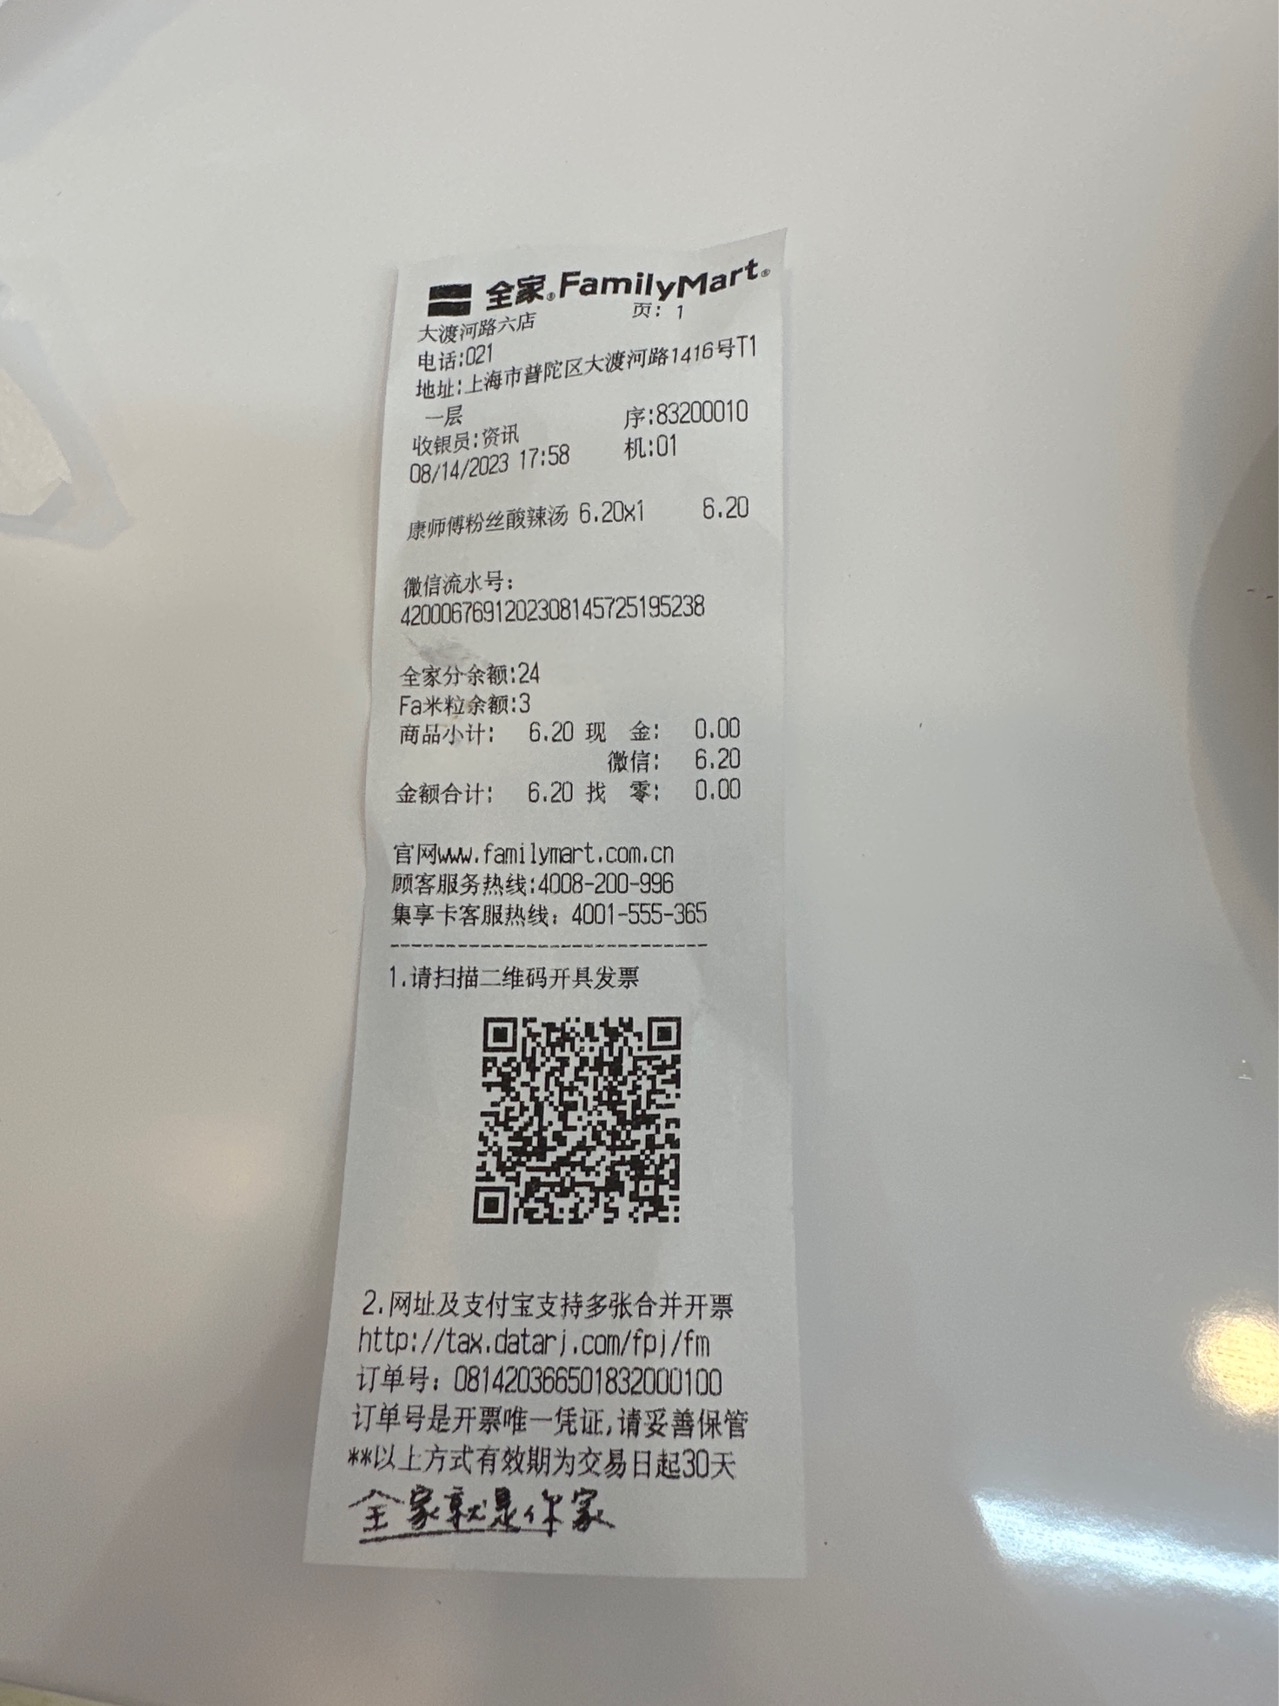 全家®FamilyMart®
大渡河路六店 页: 1
电话:021
地址:上海市普陀区大渡河路1416号T1
一层 序:83200010
收银员:资讯 机:01
08/14/2023 17:58
康师傅粉丝酸辣汤 6.20x1 6.20
微信流水号:
4200067691202308145725195238
全家分余额:24
Fa米粒余额:3
商品小计: 6.20 现 金: 0.00
微信: 6.20
金额合计: 6.20 找 零: 0.00
官网www.familymart.com.cn
顾客服务热线:4008-200-996
集享卡客服热线: 4001-555-365
--------------------------------
1.请扫描二维码开具发票
2.网址及支付宝支持多张合并开票
http://tax.datarj.com/fpj/fm
订单号: 081420366501832000100
订单号是开票唯一凭证,请妥善保管
**以上方式有效期为交易日起30天
全家就是你家